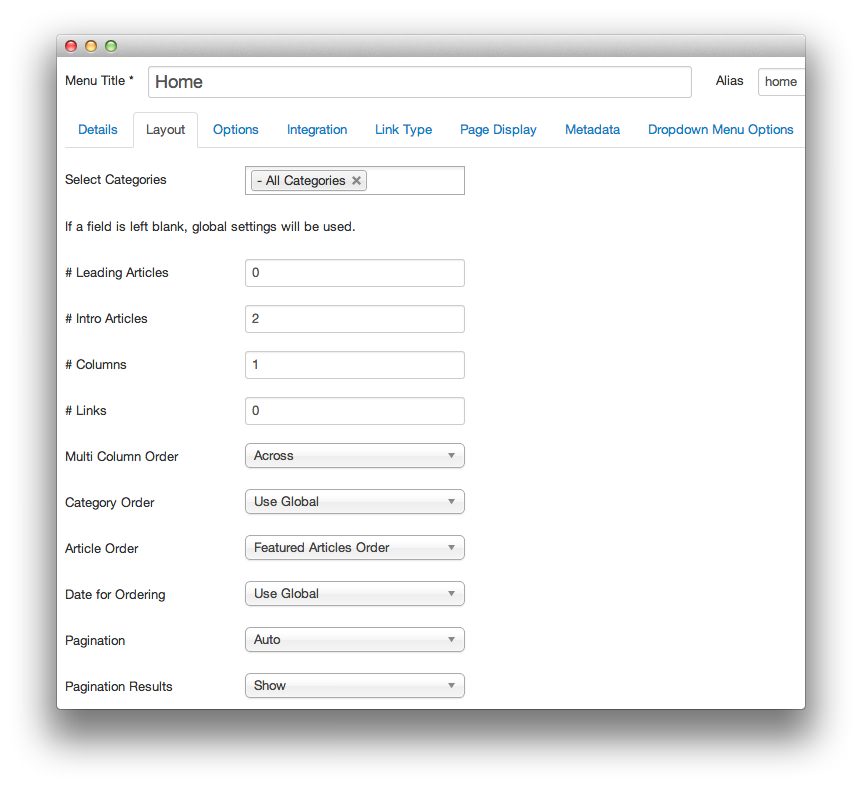 Menu Title * Home Alias home
Details Layout Options Integration Link Type Page Display Metadata Dropdown Menu Options
Select Categories - All Categories ×
If a field is left blank, global settings will be used.
# Leading Articles 0
# Intro Articles 2
# Columns 1
# Links 0
Multi Column Order Across
Category Order Use Global
Article Order Featured Articles Order
Date for Ordering Use Global
Pagination Auto
Pagination Results Show